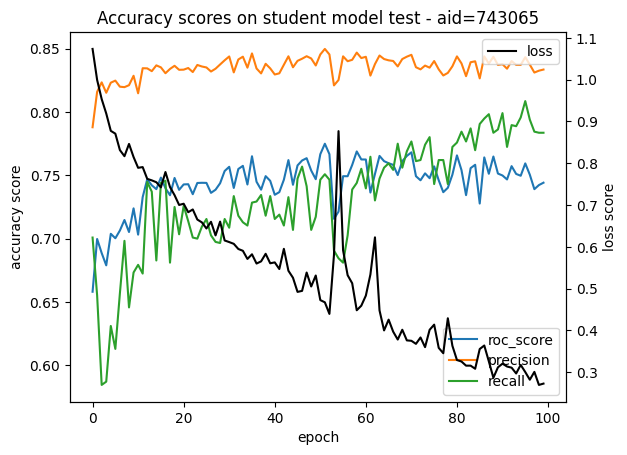 Accuracy scores on student model test - aid=743065
loss
accuracy score
0.85
0.80
0.75
0.70
0.65
0.60
1.1
1.0
0.9
0.8
0.7
0.6
0.5
0.4
0.3
loss score
roc_score
precision
recall
0
20
40
60
80
100
epoch